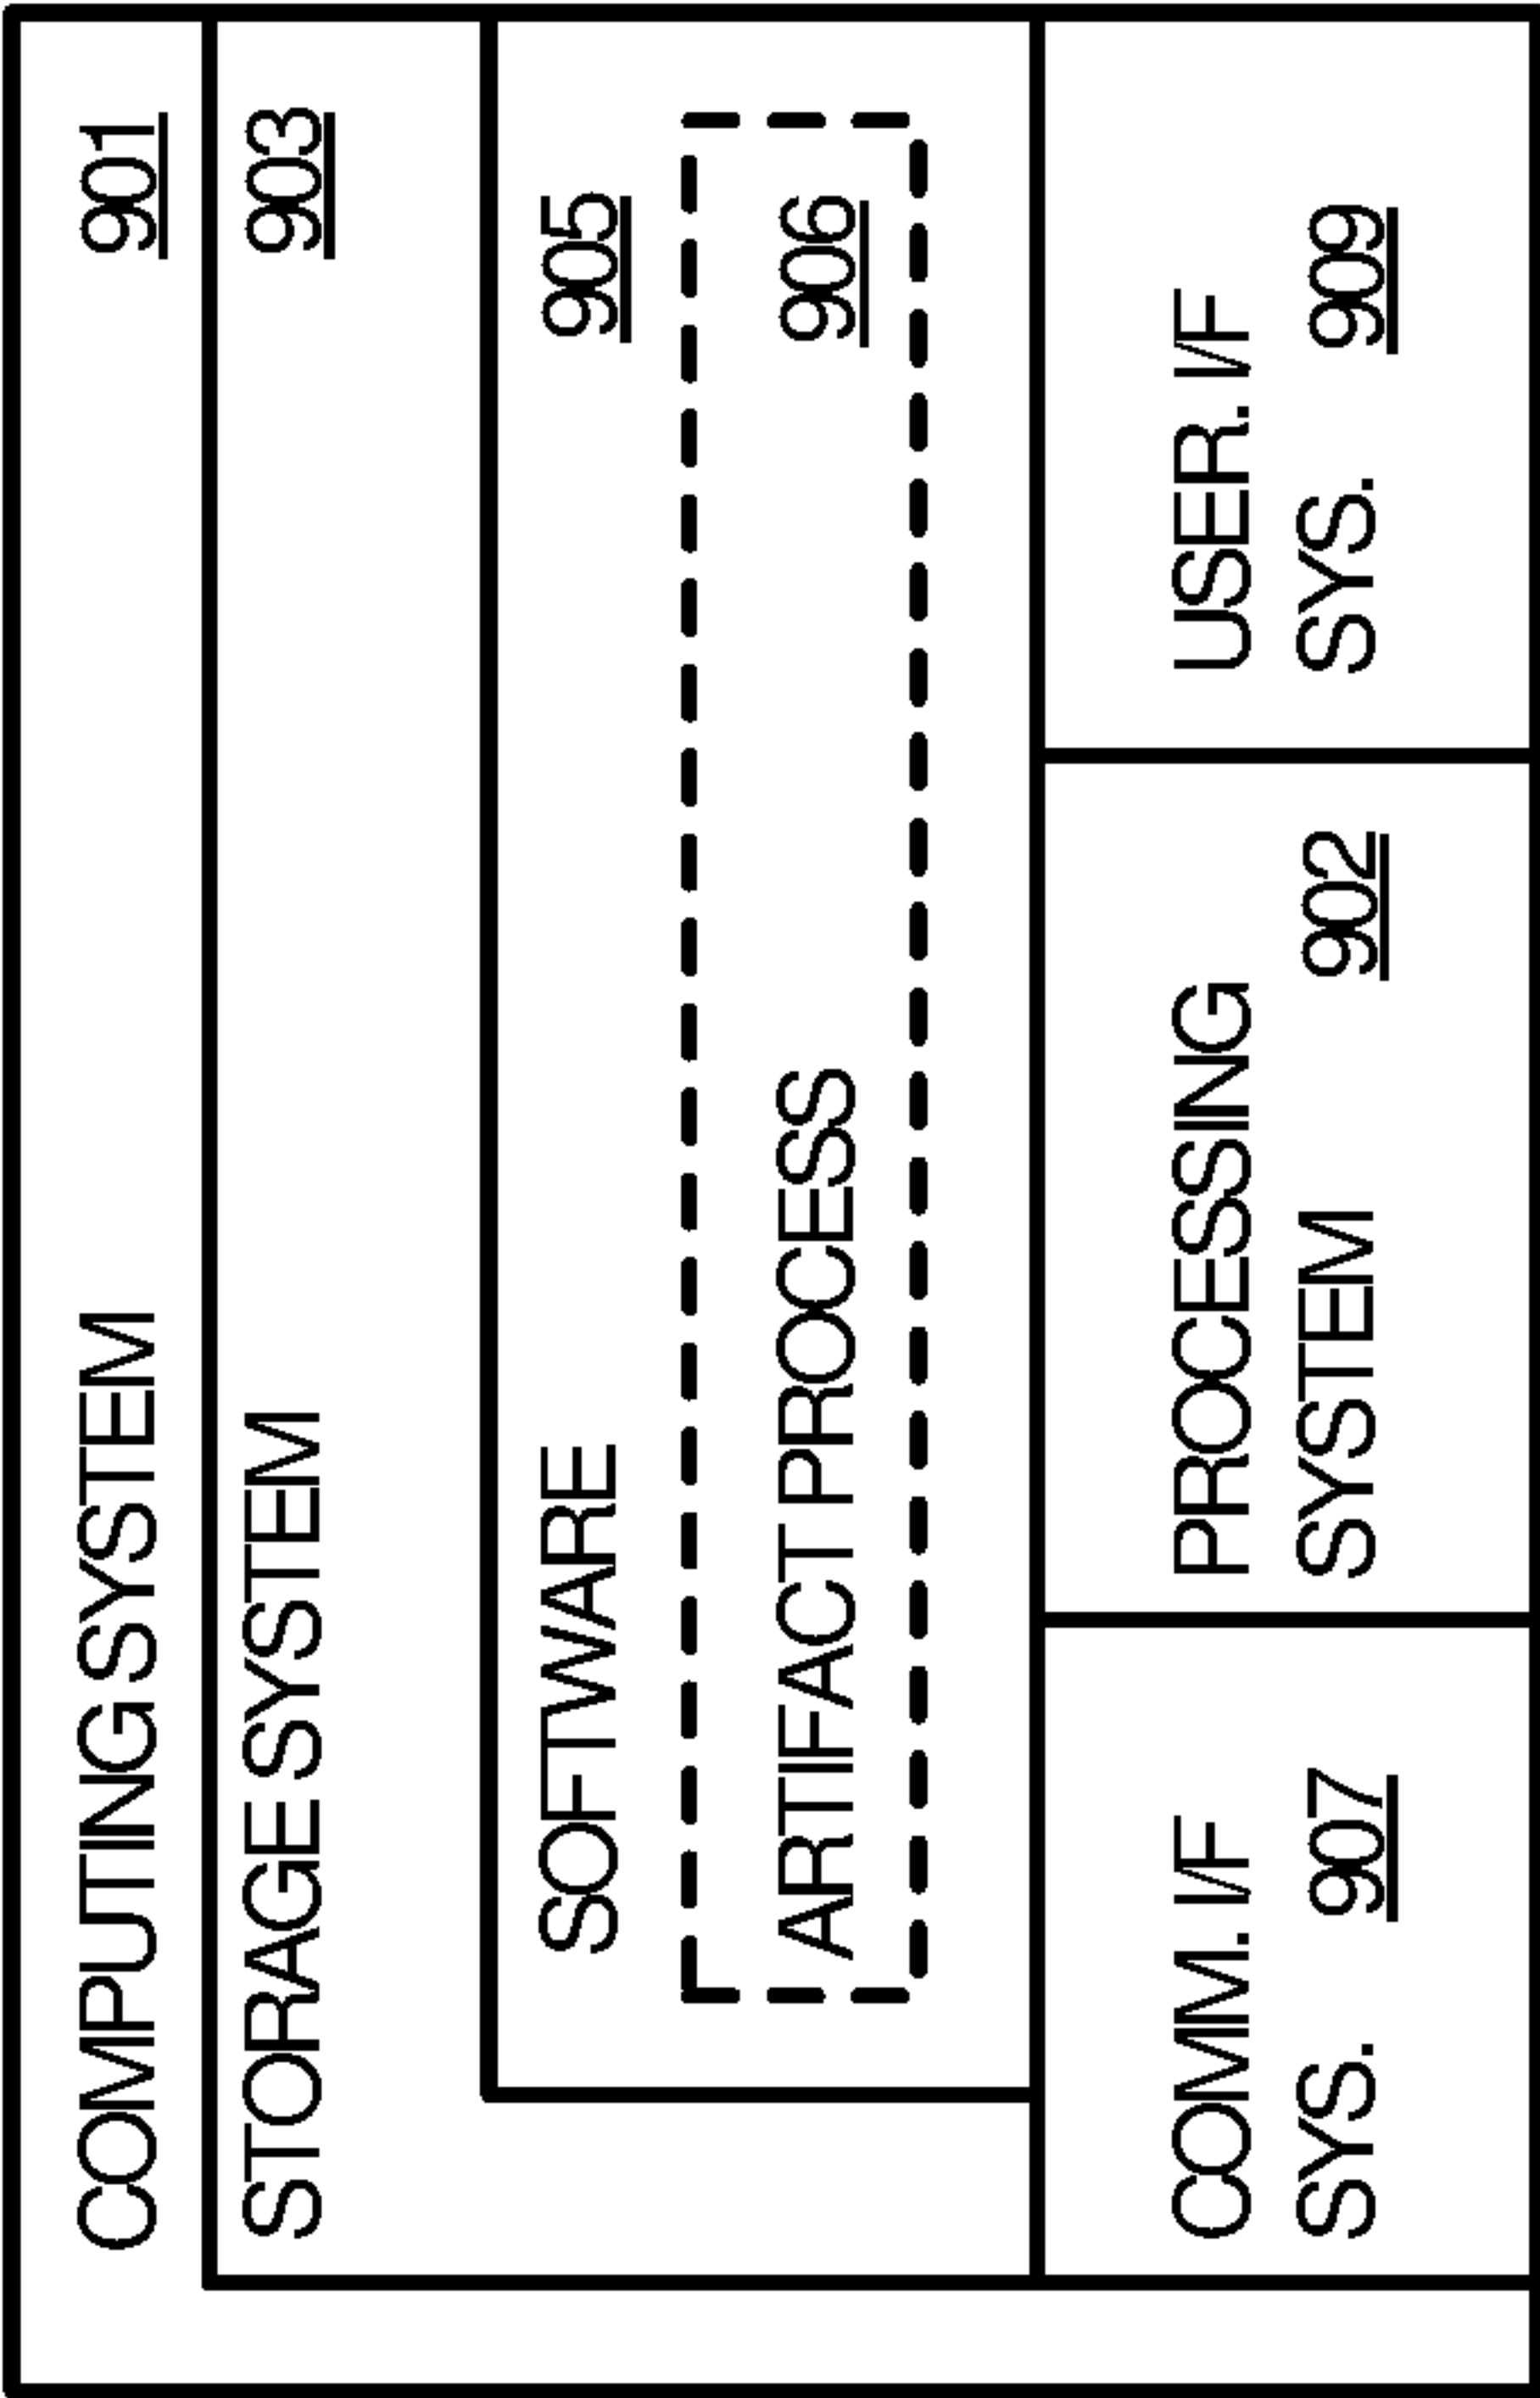 COMPUTING SYSTEM 901
STORAGE SYSTEM 903
SOFTWARE 905
ARTIFACT PROCESS 906
COMM. I/F
SYS. 907
PROCESSING
SYSTEM 902
USER. I/F
SYS. 909